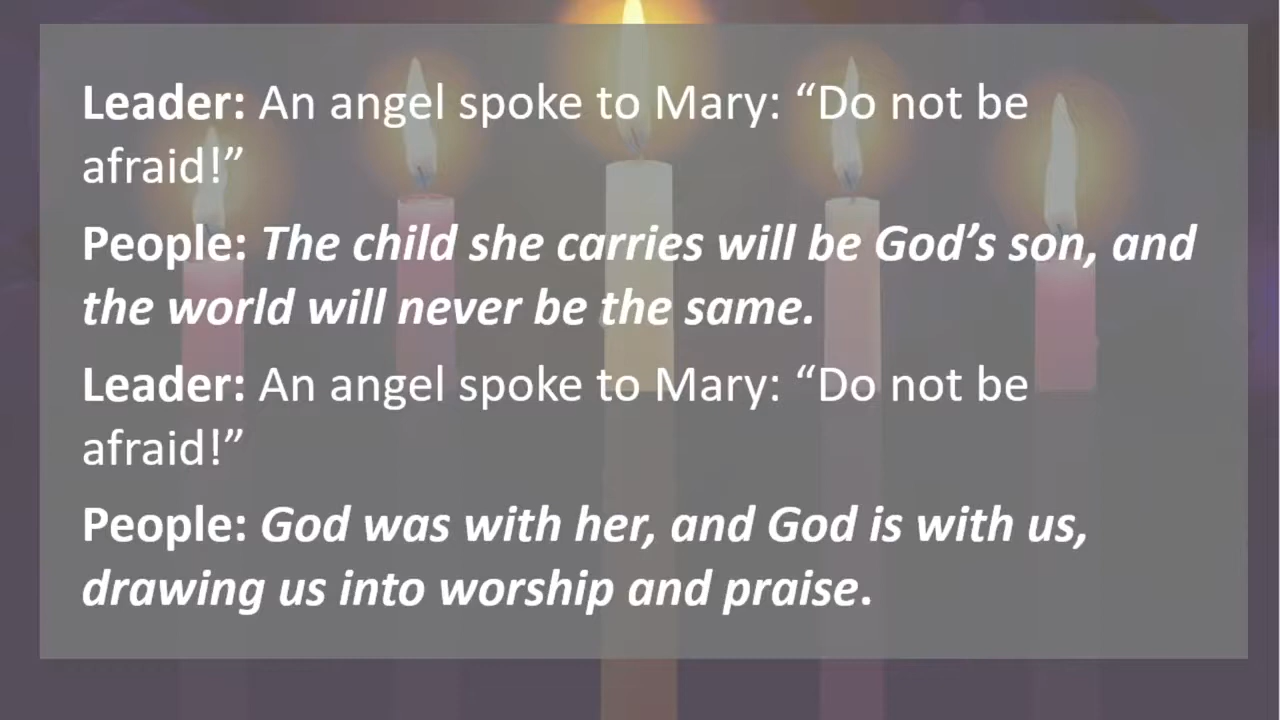 Leader: An angel spoke to Mary: “Do not be
afraid!”
People: The child she carries will be God’s son, and
the world will never be the same.
Leader: An angel spoke to Mary: “Do not be
afraid!”
People: God was with her, and God is with us,
drawing us into worship and praise.